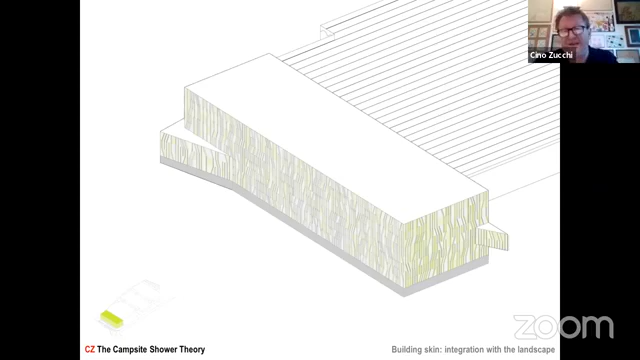 Cino Zucchi
zoom
CZ The Campsite Shower Theory
Building skin: integration with the landscape